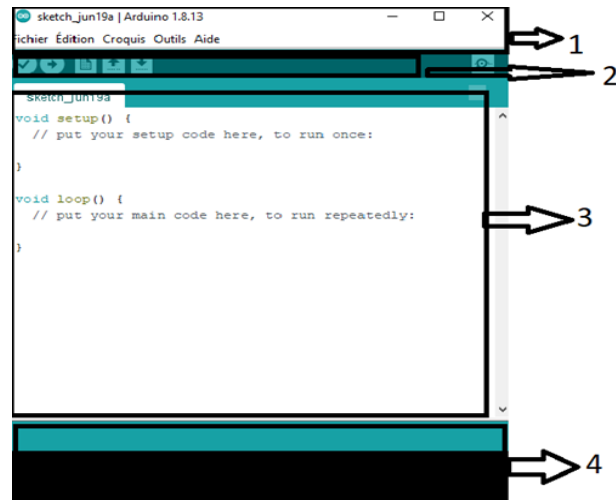 sketch_jun19a | Arduino 1.8.13
Fichier Édition Croquis Outils Aide
1
2
sketch_jun19a
void setup() {
// put your setup code here, to run once:
}
void loop() {
// put your main code here, to run repeatedly:
}
3
4